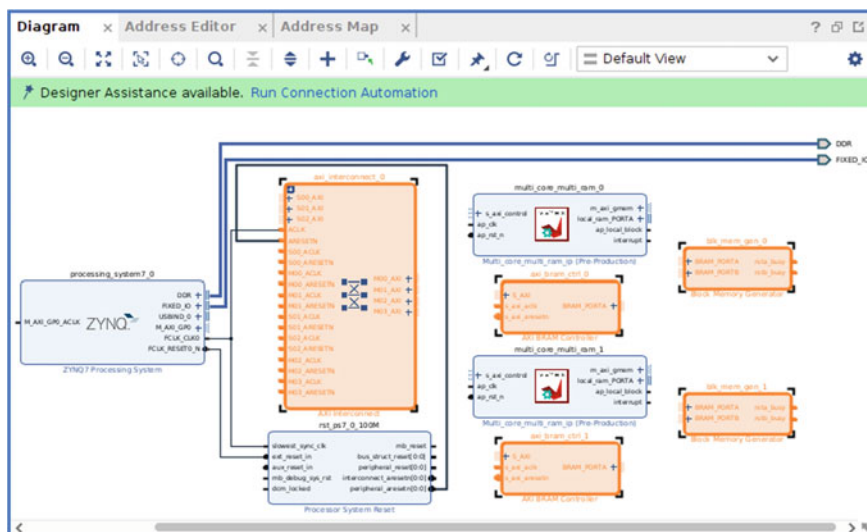 Diagram × Address Editor × Address Map × ?
Default View
Designer Assistance available. Run Connection Automation
DDR
FIXED_IO
axi_interconnect_0
S00_AXI
S01_AXI
S02_AXI
ACLK
ARESETN
S00_ACLK
S00_ARESETN
M00_ACLK
M00_ARESETN
M01_ACLK
M01_ARESETN
S01_ACLK
S01_ARESETN
S02_ACLK
S02_ARESETN
M02_ACLK
M02_ARESETN
M03_ACLK
M03_ARESETN
M00_AXI
M01_AXI
M02_AXI
M03_AXI
AXI Interconnect
multi_core_multi_ram_0
s_axi_control
ap_clk
ap_rst_n
m_axi_gmem
local_ram_PORTA
ap_local_block
interrupt
Multi_core_multi_ram_ip (Pre-Production)
blk_mem_gen_0
BRAM_PORTA
BRAM_PORTB
rsta_busy
rstb_busy
Block Memory Generator
processing_system7_0
M_AXI_GP0_ACLK
ZYNQ
DDR
FIXED_IO
USBIND_0
M_AXI_GP0
FCLK_CLK0
FCLK_RESET0_N
ZYNQ7 Processing System
axi_bram_ctrl_0
S_AXI
s_axi_aclk
s_axi_aresetn
BRAM_PORTA
AXI BRAM Controller
multi_core_multi_ram_1
s_axi_control
ap_clk
ap_rst_n
m_axi_gmem
local_ram_PORTA
ap_local_block
interrupt
Multi_core_multi_ram_ip (Pre-Production)
blk_mem_gen_1
BRAM_PORTA
BRAM_PORTB
rsta_busy
rstb_busy
Block Memory Generator
rst_ps7_0_100M
slowest_sync_clk
ext_reset_in
aux_reset_in
mb_debug_sys_rst
dcm_locked
mb_reset
bus_struct_reset[0:0]
peripheral_reset[0:0]
interconnect_aresetn[0:0]
peripheral_aresetn[0:0]
Processor System Reset
axi_bram_ctrl_1
S_AXI
s_axi_aclk
s_axi_aresetn
BRAM_PORTA
AXI BRAM Controller